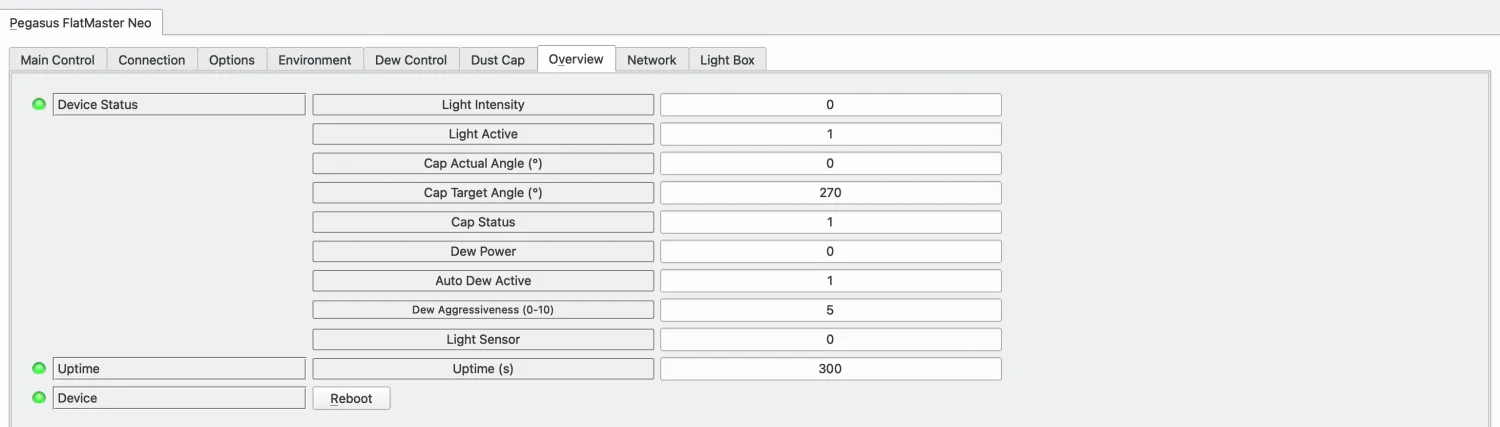 Pegasus FlatMaster Neo
Main Control Connection Options Environment Dew Control Dust Cap Overview Network Light Box
Device Status Light Intensity 0
Light Active 1
Cap Actual Angle (°) 0
Cap Target Angle (°) 270
Cap Status 1
Dew Power 0
Auto Dew Active 1
Dew Aggressiveness (0-10) 5
Light Sensor 0
Uptime Uptime (s) 300
Device Reboot